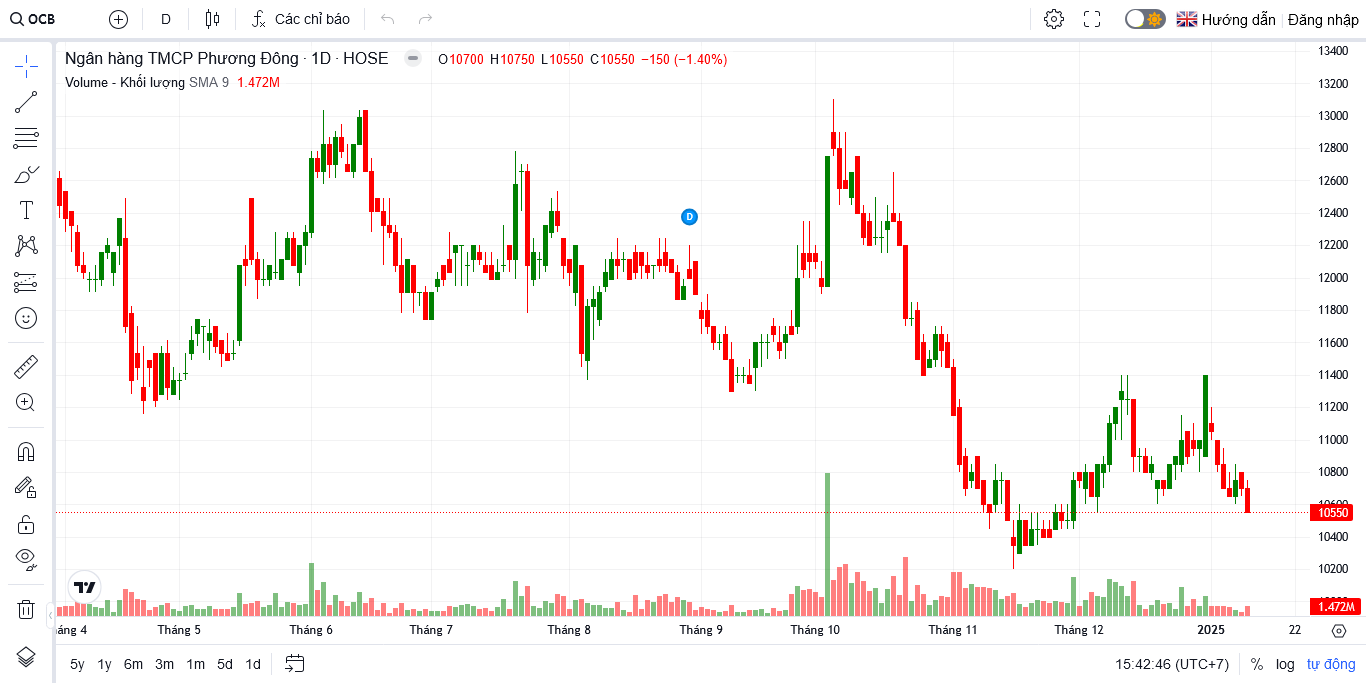 OCB D Các chỉ báo Hướng dẫn Đăng nhập
Ngân hàng TMCP Phương Đông · 1D · HOSE O10700 H10750 L10550 C10550 −150 (−1.40%)
Volume - Khối lượng SMA 9 1.472M
13400
13200
13000
12800
12600
12400
12200
12000
11800
11600
11400
11200
11000
10800
10600
10550
10400
10200
1.472M
D
áng 4 Tháng 5 Tháng 6 Tháng 7 Tháng 8 Tháng 9 Tháng 10 Tháng 11 Tháng 12 2025 22
5y 1y 6m 3m 1m 5d 1d 15:42:46 (UTC+7) % log tự động